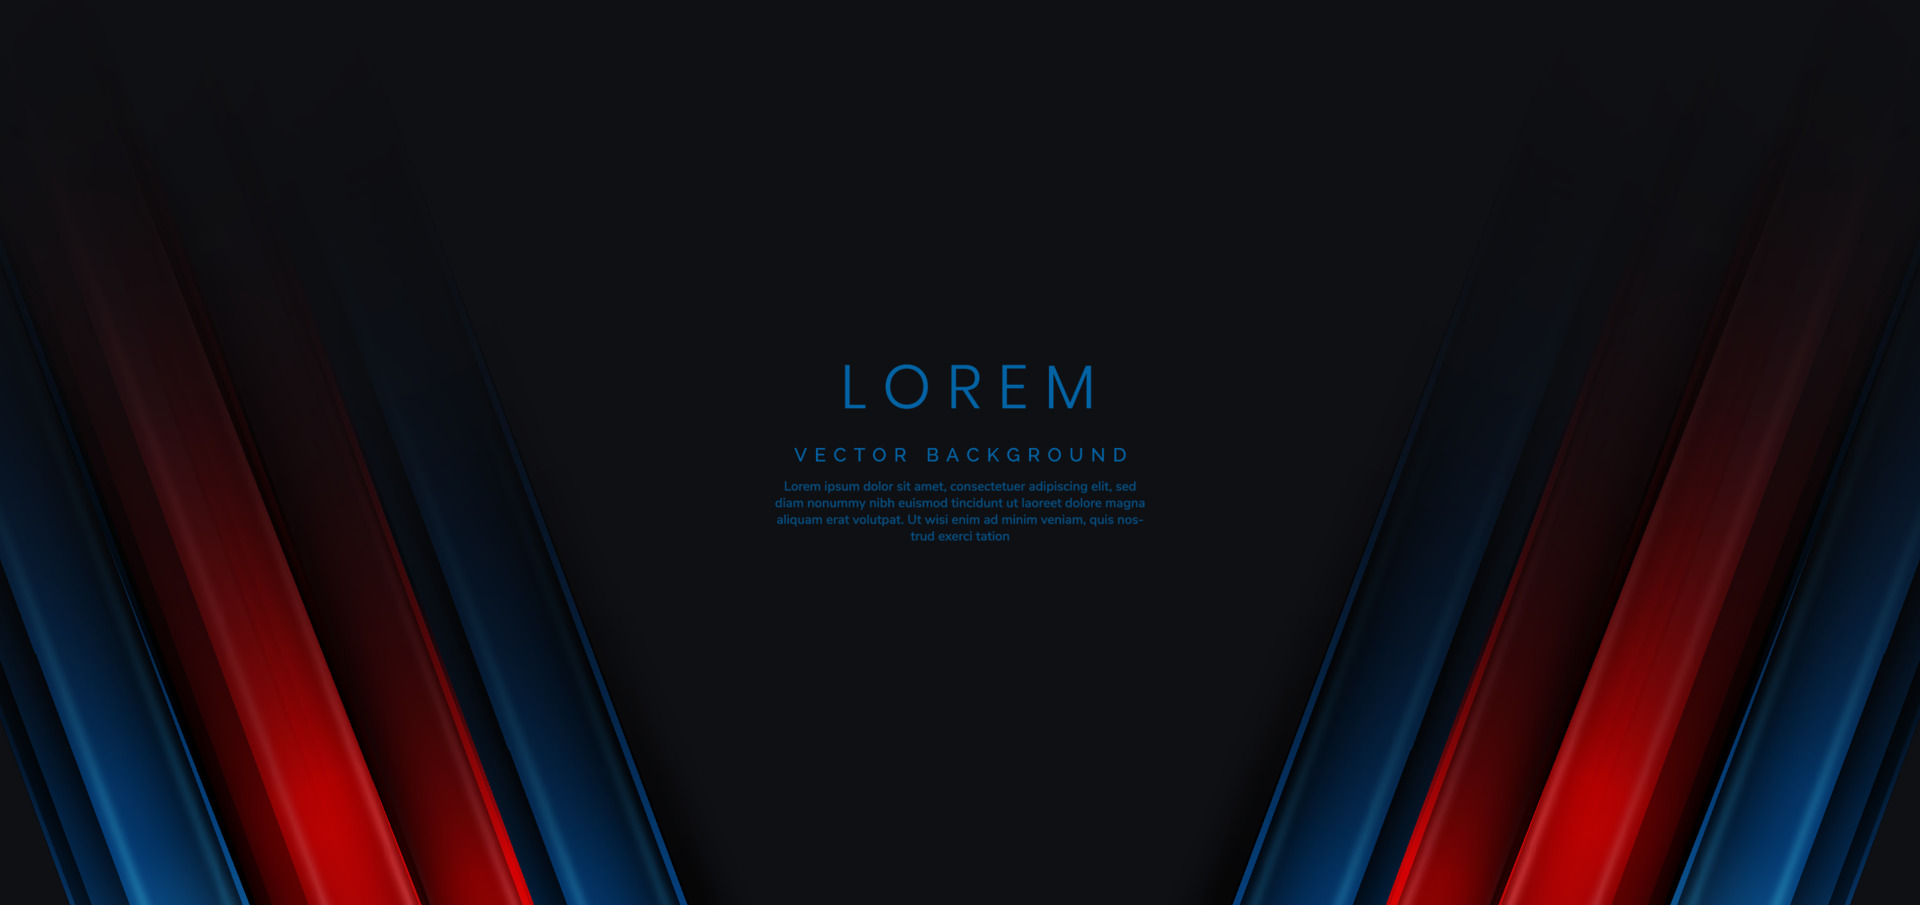 LOREM
VECTOR BACKGROUND
Lorem ipsum dolor sit amet, consectetuer adipiscing elit, sed
diam nonummy nibh euismod tincidunt ut laoreet dolore magna
aliquam erat volutpat. Ut wisi enim ad minim veniam, quis nos-
trud exerci tation